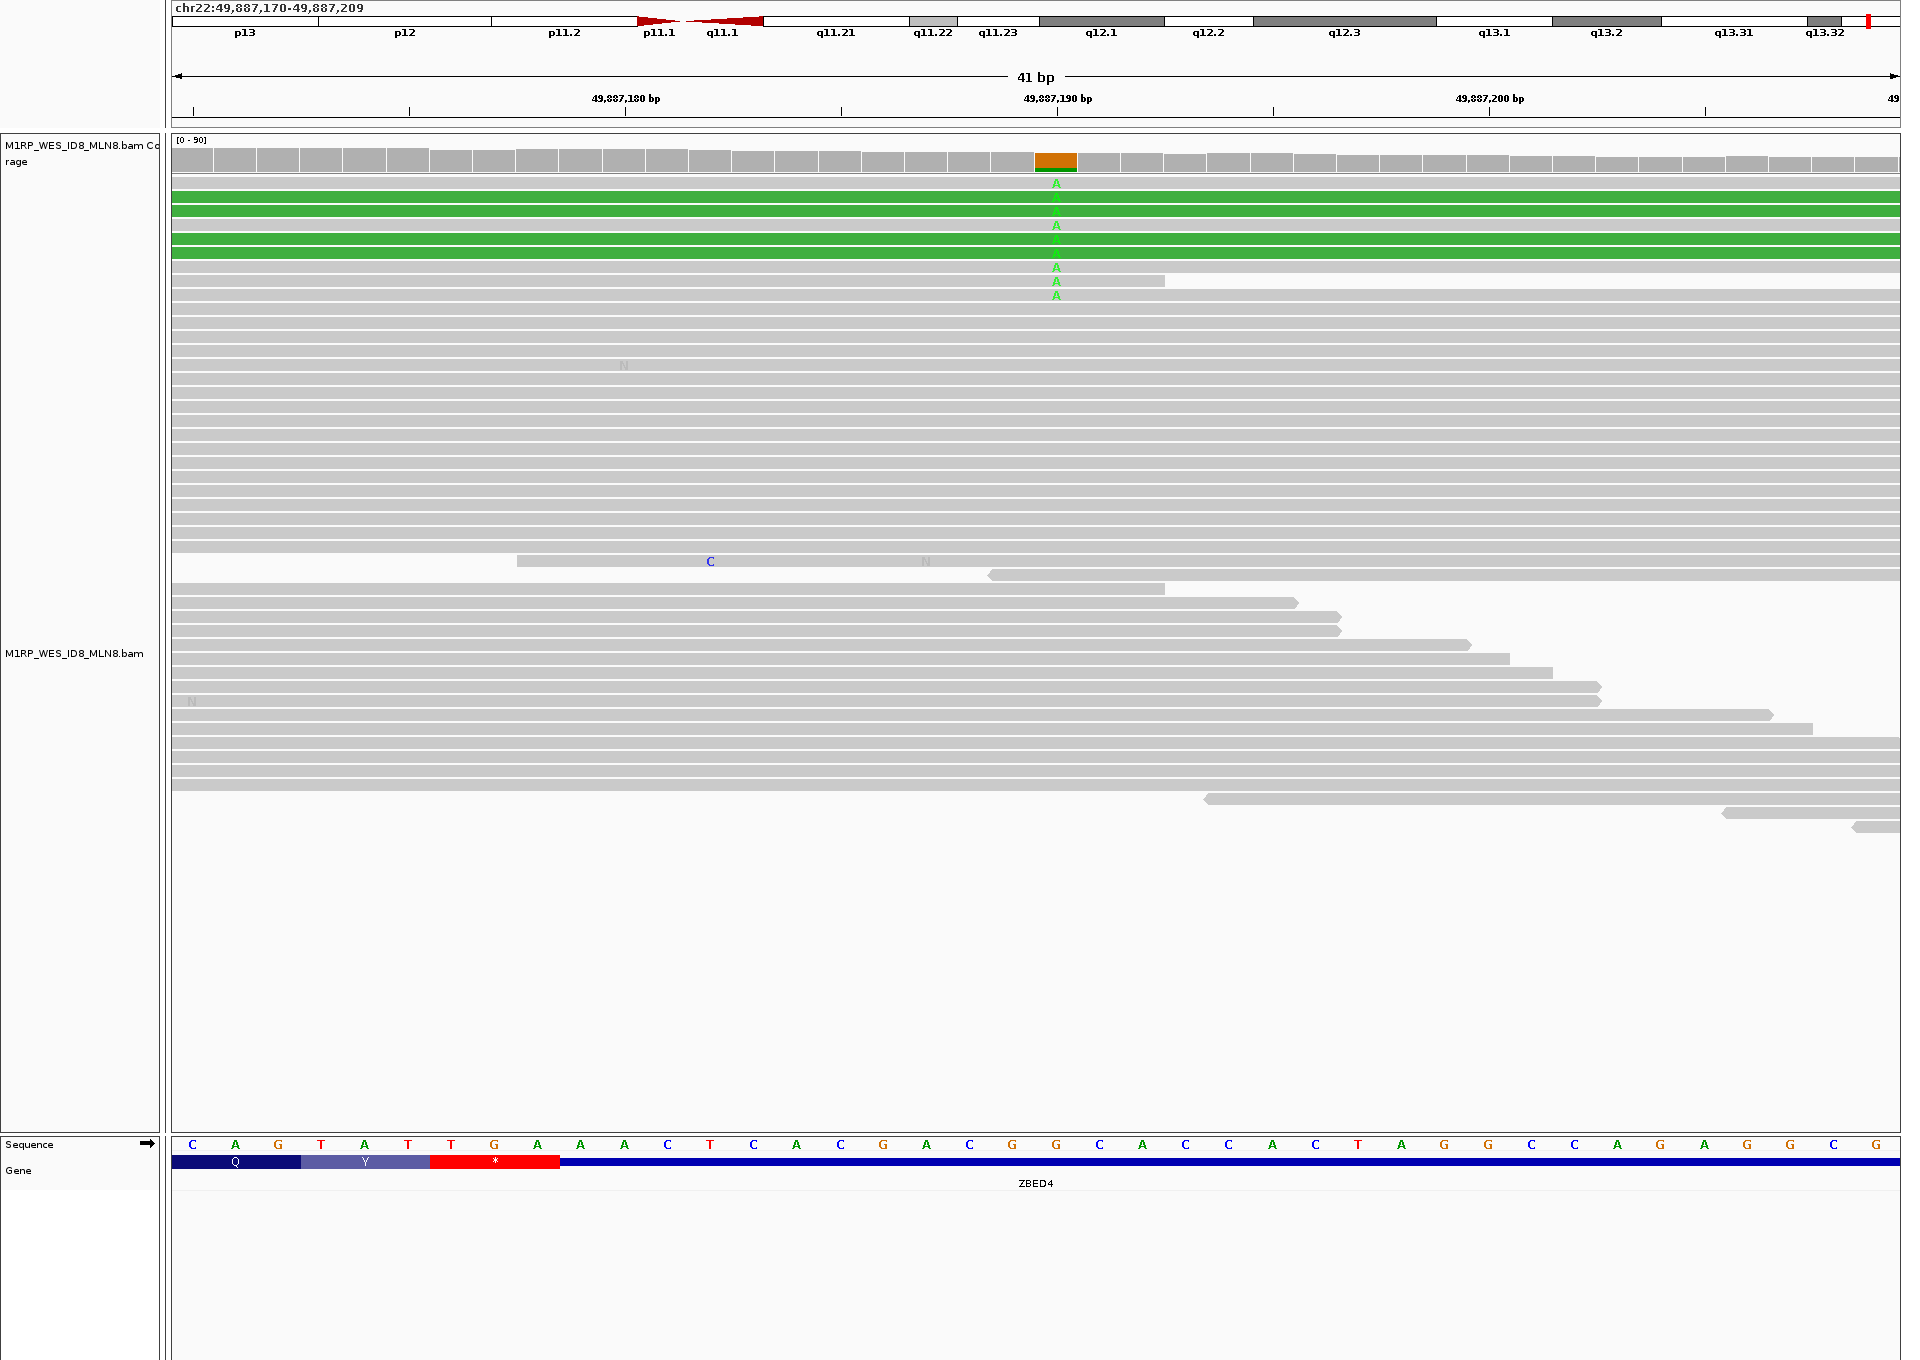 chr22:49,887,170-49,887,209
p13 p12 p11.2 p11.1 q11.1 q11.21 q11.22 q11.23 q12.1 q12.2 q12.3 q13.1 q13.2 q13.31 q13.32
41 bp
49,887,180 bp 49,887,190 bp 49,887,200 bp 49
M1RP_WES_ID8_MLN8.bam Co
rage
[0 - 90]
A
A
A
A
A
A
A
A
A
N
C N
M1RP_WES_ID8_MLN8.bam
N
Sequence C A G T A T T G A A A C T C A C G A C G G C A C C A C T A G G C C A G A G G C G
Gene Q Y *
ZBED4